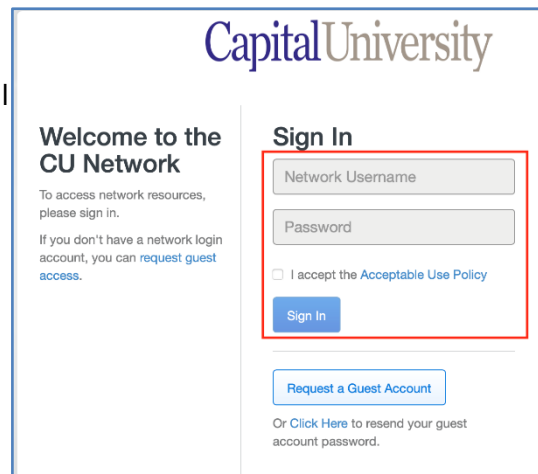 CapitalUniversity
l
Welcome to the
CU Network
To access network resources,
please sign in.
If you don't have a network login
account, you can request guest
access.
Sign In
Network Username
Password
I accept the Acceptable Use Policy
Sign In
Request a Guest Account
Or Click Here to resend your guest
account password.